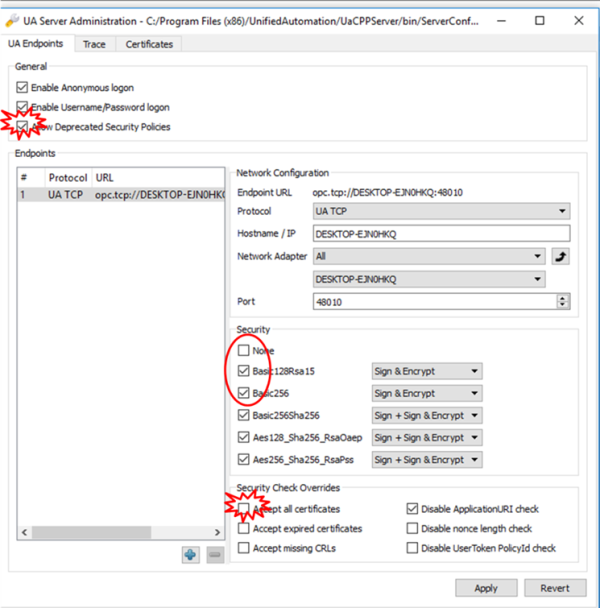 UA Server Administration - C:/Program Files (x86)/UnifiedAutomation/UaCPPServer/bin/ServerConf...
UA Endpoints Trace Certificates
General
Enable Anonymous logon
Enable Username/Password logon
Allow Deprecated Security Policies
Endpoints
# Protocol URL
1 UA TCP opc.tcp://DESKTOP-EJN0HKQ
Network Configuration
Endpoint URL opc.tcp://DESKTOP-EJN0HKQ:48010
Protocol UA TCP
Hostname / IP DESKTOP-EJN0HKQ
Network Adapter All
DESKTOP-EJN0HKQ
Port 48010
Security
None
Basic128Rsa15 Sign & Encrypt
Basic256 Sign & Encrypt
Basic256Sha256 Sign + Sign & Encrypt
Aes128_Sha256_RsaOaep Sign + Sign & Encrypt
Aes256_Sha256_RsaPss Sign + Sign & Encrypt
Security Check Overrides
Accept all certificates Disable ApplicationURI check
Accept expired certificates Disable nonce length check
Accept missing CRLs Disable UserToken PolicyId check
Apply Revert